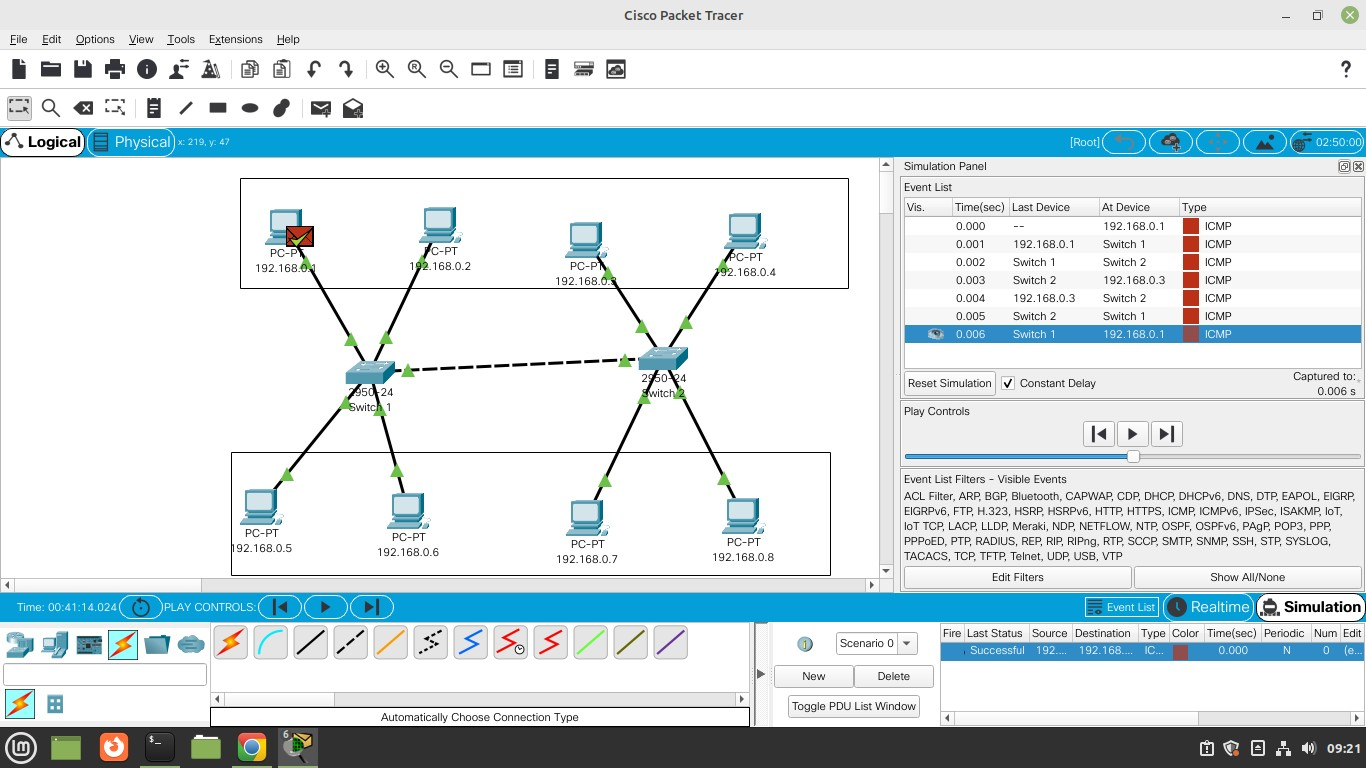 Cisco Packet Tracer
File Edit Options View Tools Extensions Help
Logical Physical x: 219, y: 47 [Root] 02:50:00
PC-PT
192.168.0.1
PC-PT
192.168.0.2
PC-PT
192.168.0.3
PC-PT
192.168.0.4
2950-24
Switch 1
2950-24
Switch 2
PC-PT
192.168.0.5
PC-PT
192.168.0.6
PC-PT
192.168.0.7
PC-PT
192.168.0.8
Simulation Panel
Event List
Vis. Time(sec) Last Device At Device Type
0.000 -- 192.168.0.1 ICMP
0.001 192.168.0.1 Switch 1 ICMP
0.002 Switch 1 Switch 2 ICMP
0.003 Switch 2 192.168.0.3 ICMP
0.004 192.168.0.3 Switch 2 ICMP
0.005 Switch 2 Switch 1 ICMP
0.006 Switch 1 192.168.0.1 ICMP
Reset Simulation Constant Delay Captured to:
0.006 s
Play Controls
Event List Filters - Visible Events
ACL Filter, ARP, BGP, Bluetooth, CAPWAP, CDP, DHCP, DHCPv6, DNS, DTP, EAPOL, EIGRP,
EIGRPv6, FTP, H.323, HSRP, HSRPv6, HTTP, HTTPS, ICMP, ICMPv6, IPSec, ISAKMP, IoT,
IoT TCP, LACP, LLDP, Meraki, NDP, NETFLOW, NTP, OSPF, OSPFv6, PAgP, POP3, PPP,
PPPoED, PTP, RADIUS, REP, RIP, RIPng, RTP, SCCP, SMTP, SNMP, SSH, STP, SYSLOG,
TACACS, TCP, TFTP, Telnet, UDP, USB, VTP
Edit Filters Show All/None
Time: 00:41:14.024 PLAY CONTROLS: Event List Realtime Simulation
Automatically Choose Connection Type
Scenario 0
New Delete
Toggle PDU List Window
Fire Last Status Source Destination Type Color Time(sec) Periodic Num Edit
Successful 192.... 192.168.... IC... 0.000 N 0 (e...
6
09:21